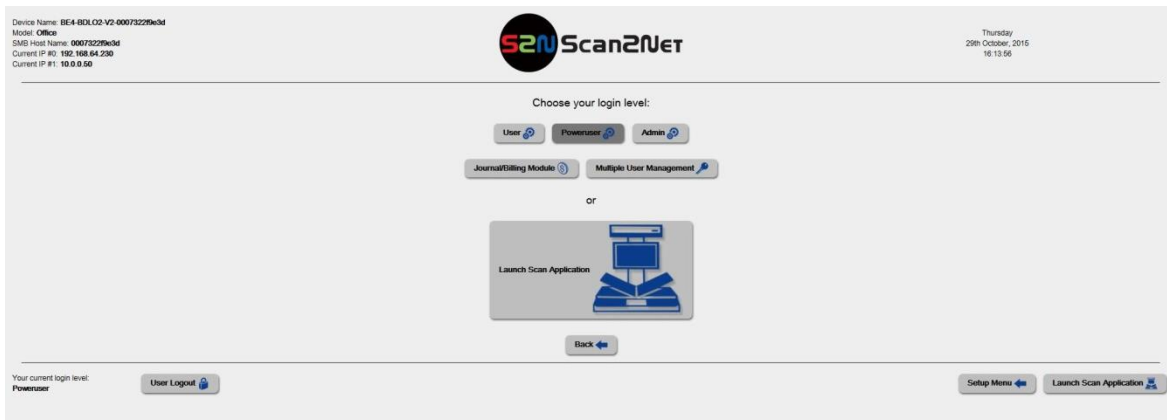 Device Name: BE4-BDLO2-V2-0007322f9e3d
Model: Office
SMB Host Name: 0007322f9e3d
Current IP #0: 192.168.64.230
Current IP #1: 10.0.0.50
S2N Scan2Net
Thursday
29th October, 2015
16:13:56
Choose your login level:
User Poweruser Admin
Journal/Billing Module Multiple User Management
or
Launch Scan Application
Back
Your current login level:
Poweruser
User Logout
Setup Menu Launch Scan Application